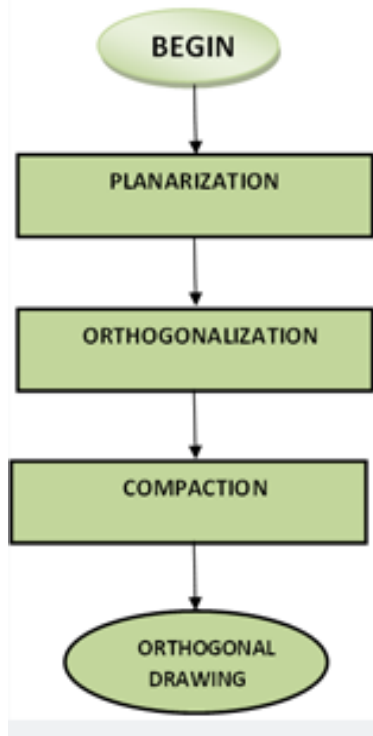 BEGIN
PLANARIZATION
ORTHOGONALIZATION
COMPACTION
ORTHOGONAL
DRAWING